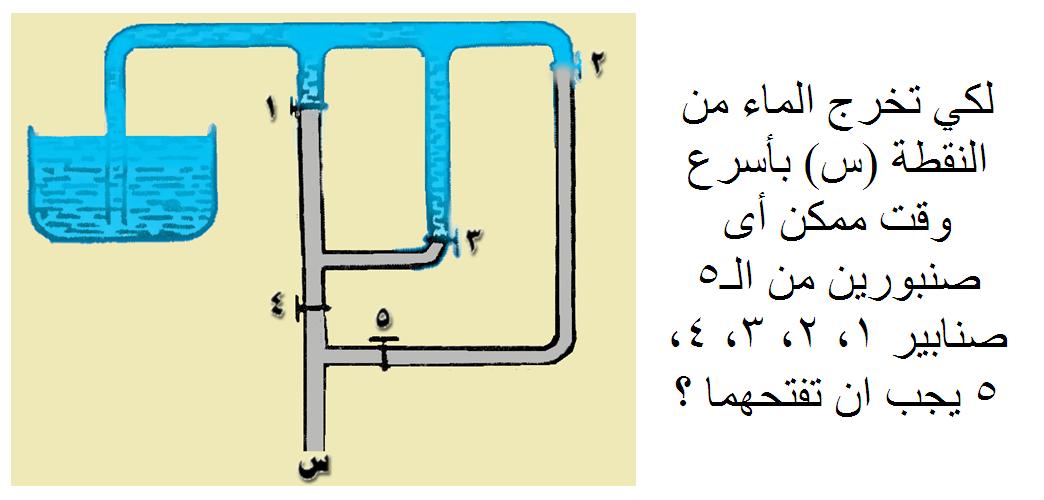 لكي تخرج الماء من
النقطة (س) بأسرع
وقت ممكن أى
صنبورين من الـ٥
صنابير ١، ٢، ٣، ٤،
٥ يجب ان تفتحهما ؟
٢
١
٣
٤
٥
س